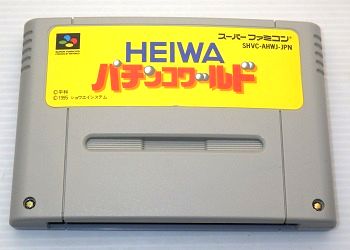 スーパーファミコン
SHVC-AHWJ-JPN
HEIWA
パチンコワールド
©平和
©1995 ショウエイシステム